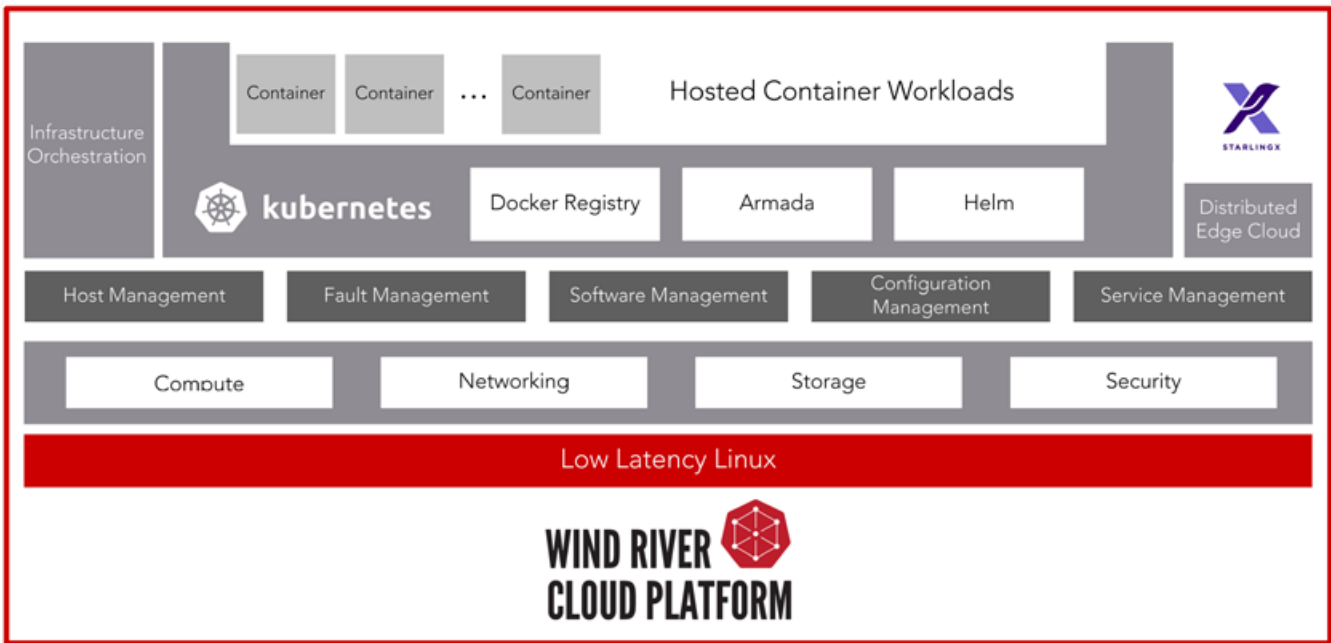 Infrastructure
Orchestration
Container
Container
...
Container
Hosted Container Workloads
STARLINGX
kubernetes
Docker Registry
Armada
Helm
Distributed
Edge Cloud
Host Management
Fault Management
Software Management
Configuration
Management
Service Management
Compute
Networking
Storage
Security
Low Latency Linux
WIND RIVER
CLOUD PLATFORM